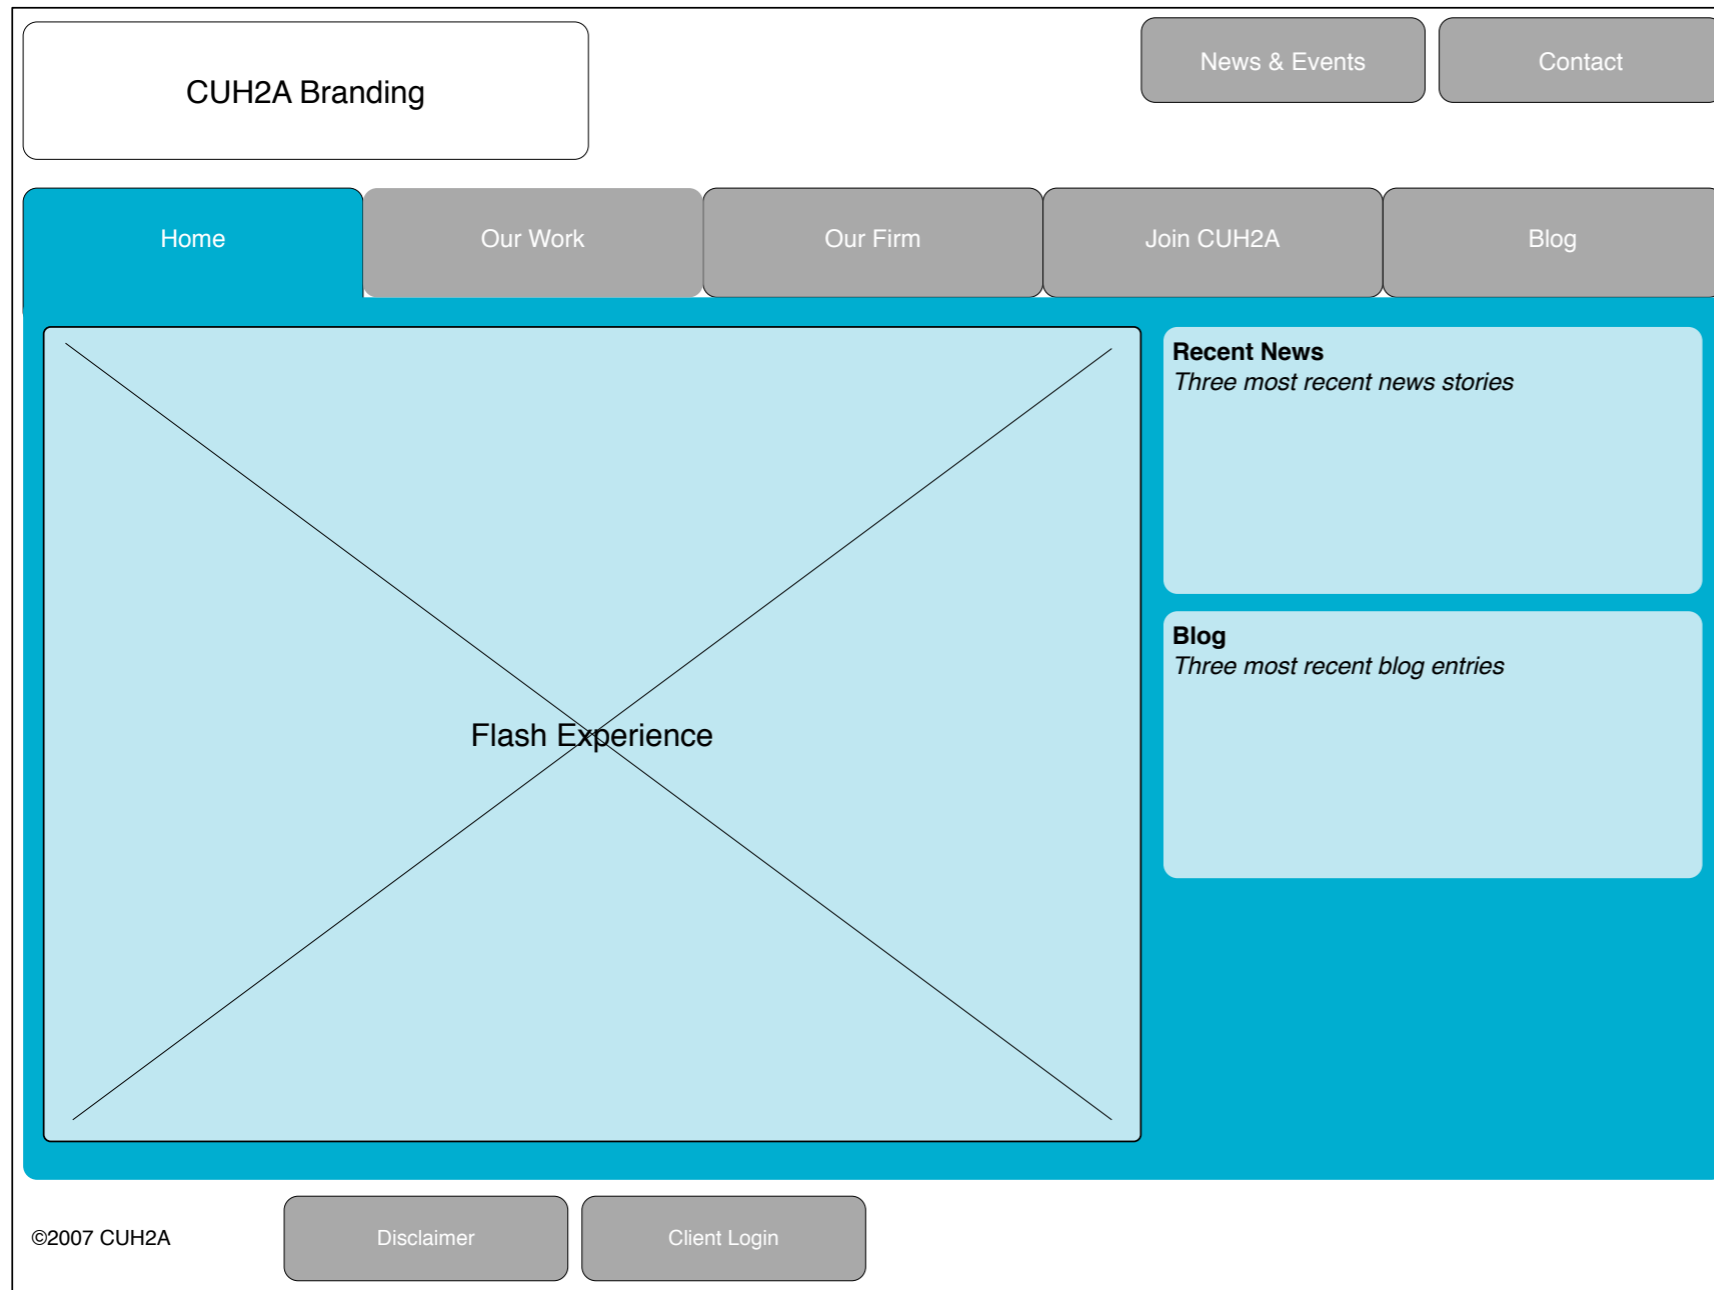 CUH2A Branding
News & Events
Contact
Home
Our Work
Our Firm
Join CUH2A
Blog
Flash Experience
Recent News
Three most recent news stories
Blog
Three most recent blog entries
©2007 CUH2A
Disclaimer
Client Login